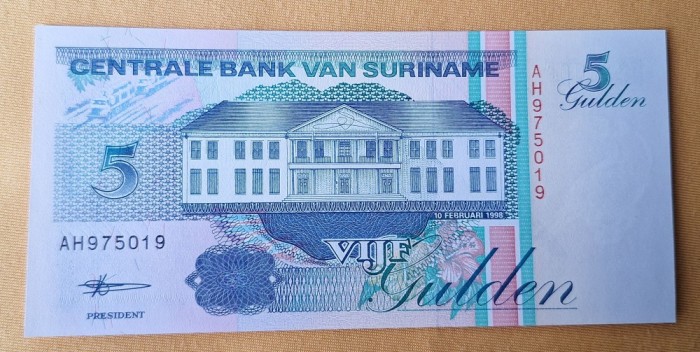 CENTRALE BANK VAN SURINAME
5
Gulden
AH975019
5
10 FEBRUARI 1998
AH975019
VIJF
Gulden
PRESIDENT